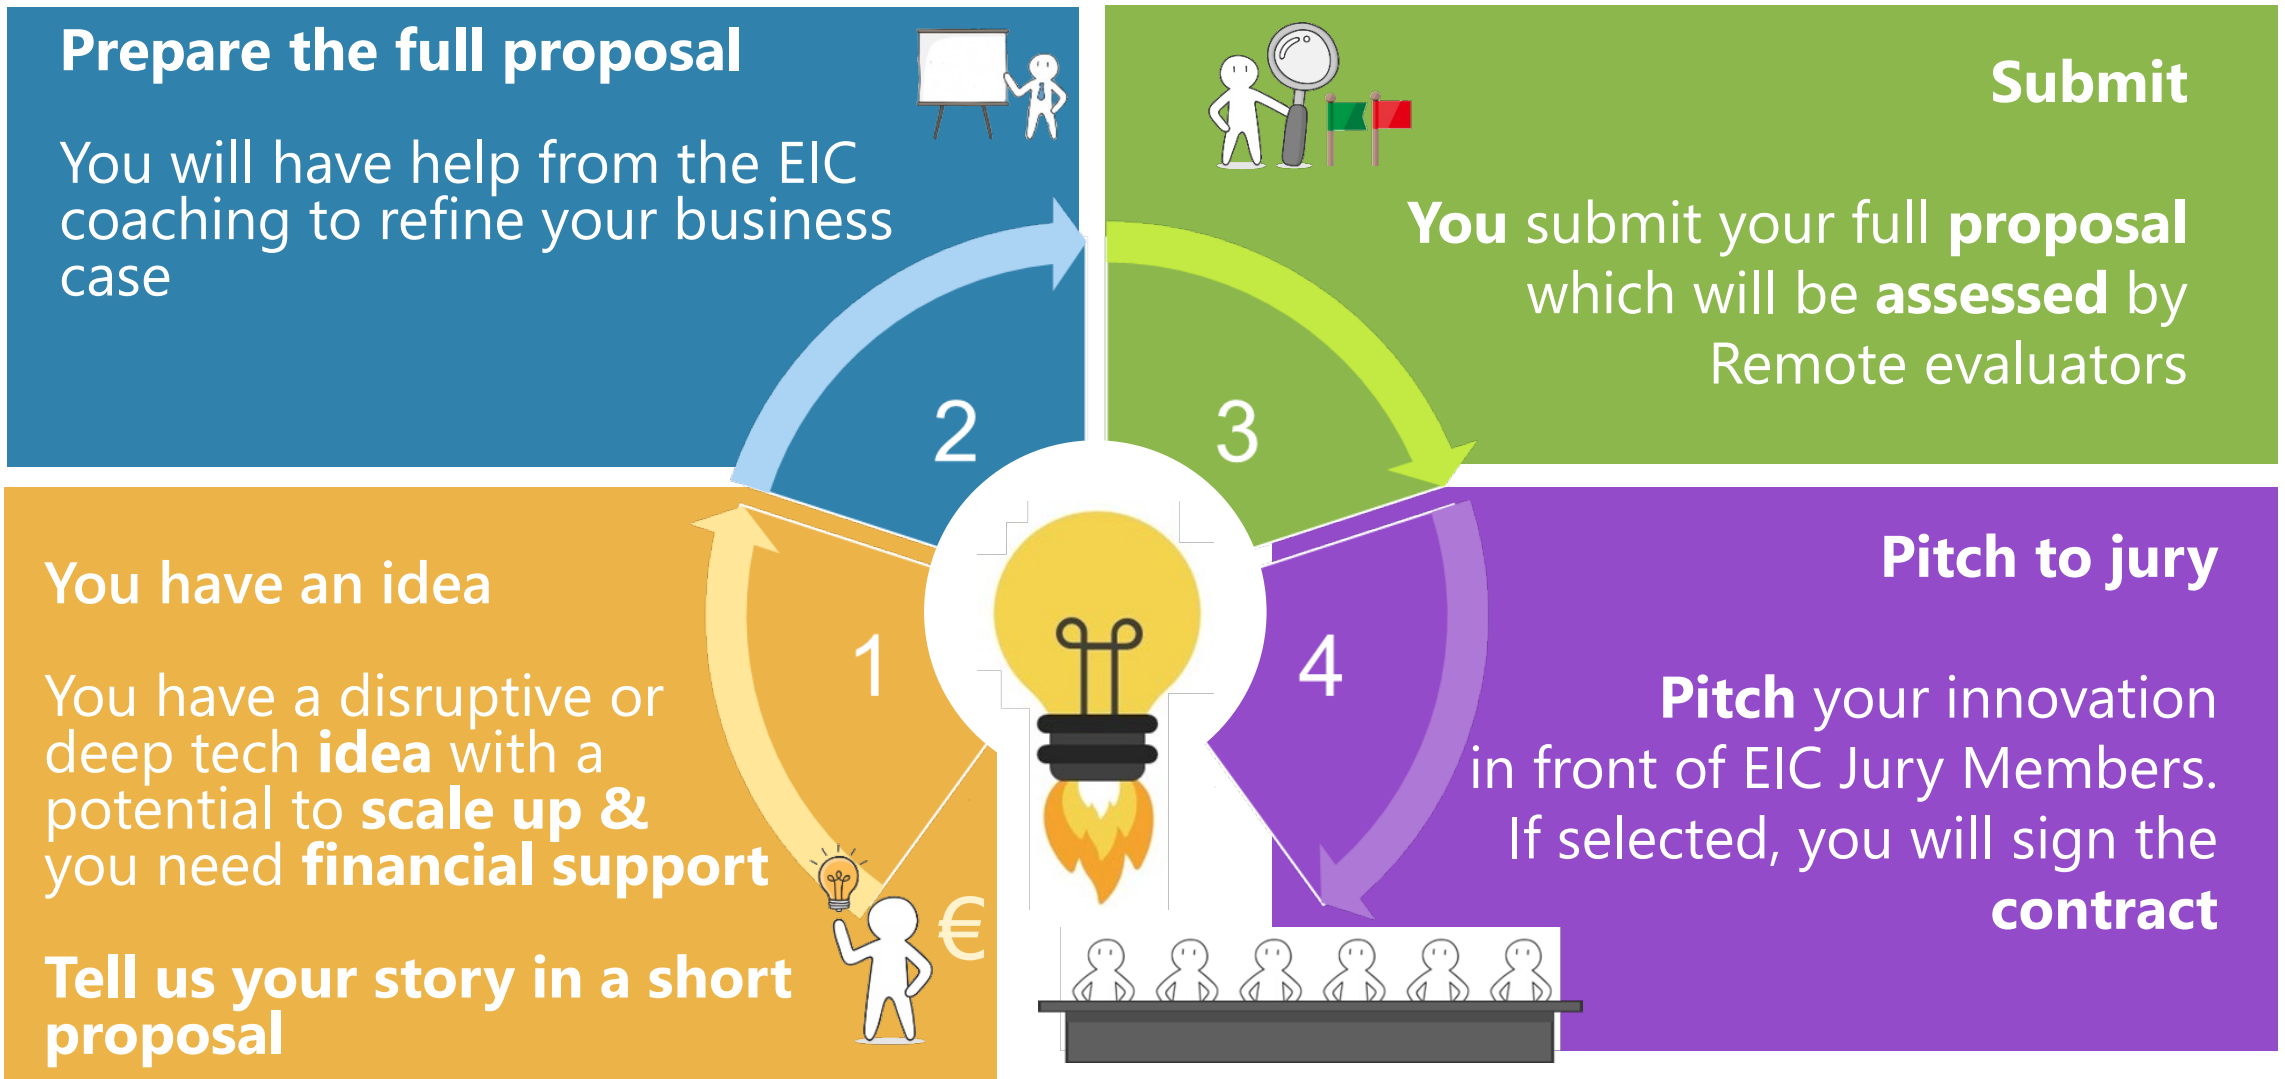 You have an idea
You have a disruptive or
deep tech idea with a
potential to scale up &
you need financial support
Tell us your story in a short
proposal
€
1
Prepare the full proposal
You will have help from the EIC
coaching to refine your business
case
2
Submit
You submit your full proposal
which will be assessed by
Remote evaluators
3
Pitch to jury
Pitch your innovation
in front of EIC Jury Members.
If selected, you will sign the
contract
4